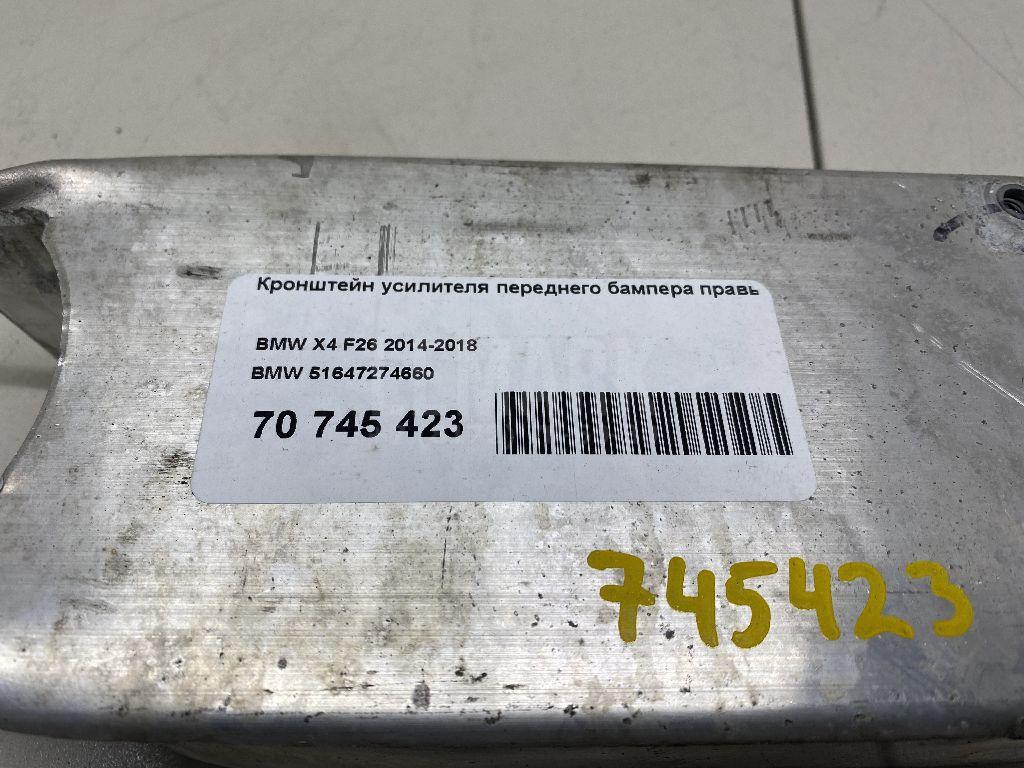 Кронштейн усилителя переднего бампера правь
BMW X4 F26 2014-2018
BMW 51647274660
70 745 423
745423